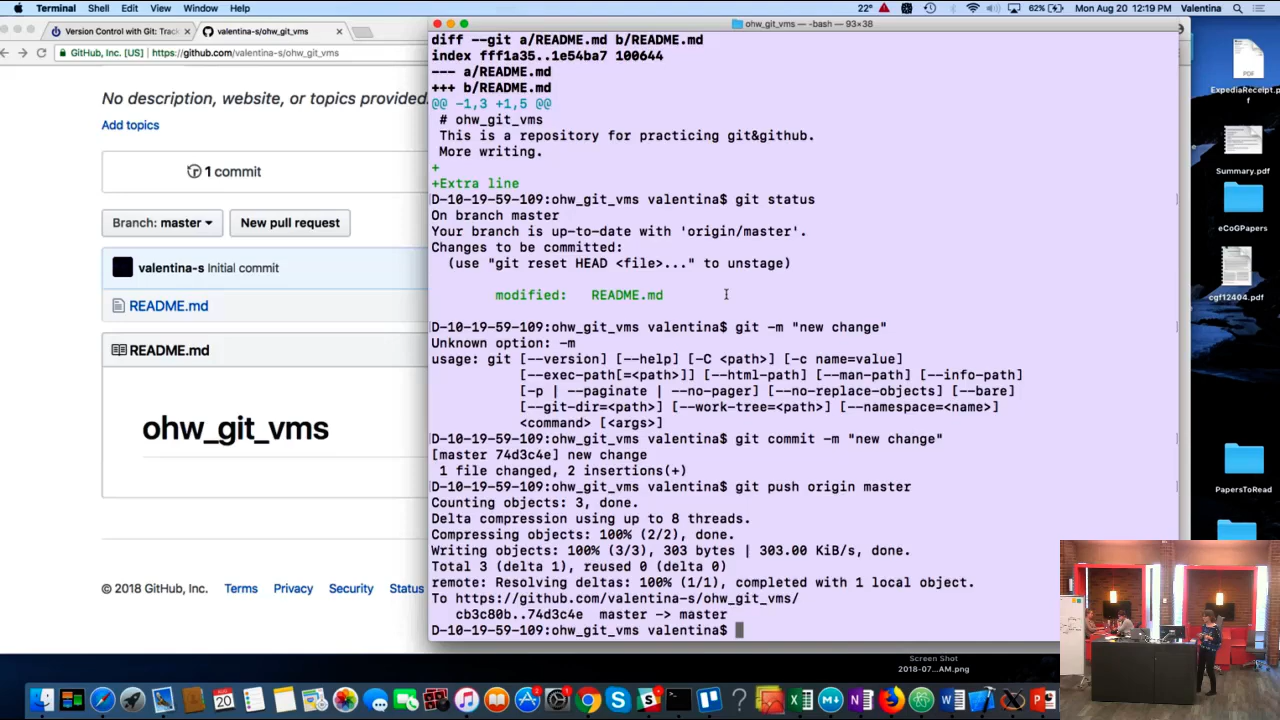 Terminal Shell Edit View Window Help 22° 62% Mon Aug 20 12:19 PM Valentina
Version Control with Git: Track valentina-s/ohw_git_vms
GitHub, Inc. [US] https://github.com/valentina-s/ohw_git_vms
No description, website, or topics provided.
Add topics
1 commit
Branch: master New pull request
valentina-s Initial commit
README.md
README.md
ohw_git_vms
© 2018 GitHub, Inc. Terms Privacy Security Status
ohw_git_vms — -bash — 93×38
diff --git a/README.md b/README.md
index fff1a35..1e54ba7 100644
--- a/README.md
+++ b/README.md
@@ -1,3 +1,5 @@
# ohw_git_vms
This is a repository for practicing git&github.
More writing.
+
+Extra line
D-10-19-59-109:ohw_git_vms valentina$ git status
On branch master
Your branch is up-to-date with 'origin/master'.
Changes to be committed:
(use "git reset HEAD <file>..." to unstage)
modified: README.md
D-10-19-59-109:ohw_git_vms valentina$ git -m "new change"
Unknown option: -m
usage: git [--version] [--help] [-C <path>] [-c name=value]
[--exec-path[=<path>]] [--html-path] [--man-path] [--info-path]
[-p | --paginate | --no-pager] [--no-replace-objects] [--bare]
[--git-dir=<path>] [--work-tree=<path>] [--namespace=<name>]
<command> [<args>]
D-10-19-59-109:ohw_git_vms valentina$ git commit -m "new change"
[master 74d3c4e] new change
1 file changed, 2 insertions(+)
D-10-19-59-109:ohw_git_vms valentina$ git push origin master
Counting objects: 3, done.
Delta compression using up to 8 threads.
Compressing objects: 100% (2/2), done.
Writing objects: 100% (3/3), 303 bytes | 303.00 KiB/s, done.
Total 3 (delta 1), reused 0 (delta 0)
remote: Resolving deltas: 100% (1/1), completed with 1 local object.
To https://github.com/valentina-s/ohw_git_vms/
cb3c80b..74d3c4e master -> master
D-10-19-59-109:ohw_git_vms valentina$
PDF
ExpediaReceipt.p
f
Summary.pdf
eCoGPapers
cgf12404.pdf
PapersToRead
Screen Shot
2018-07...AM.png